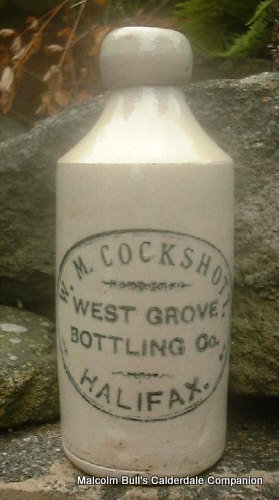 W. M. COCKSHOTT.
WEST GROVE
BOTTLING Co.
HALIFAX.
Malcolm Bull's Calderdale Companion